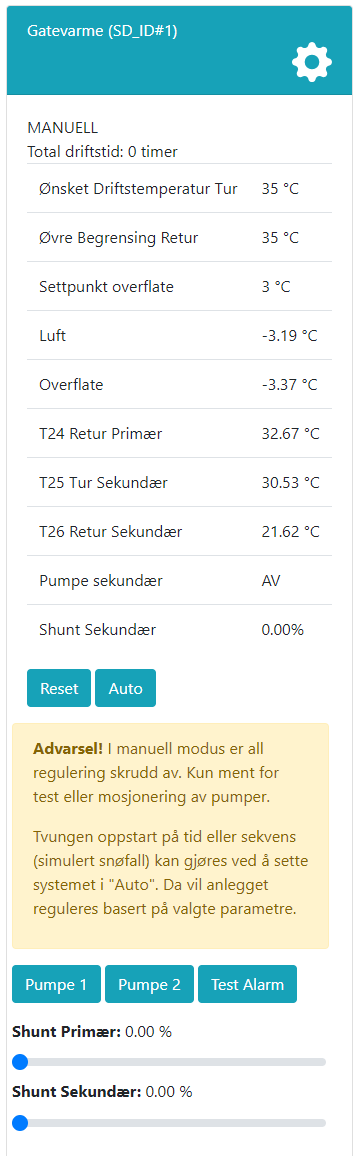 Gatevarme (SD_ID#1)
MANUELL
Total driftstid: 0 timer
Ønsket Driftstemperatur Tur 35 °C
Øvre Begrensing Retur 35 °C
Settpunkt overflate 3 °C
Luft -3.19 °C
Overflate -3.37 °C
T24 Retur Primær 32.67 °C
T25 Tur Sekundær 30.53 °C
T26 Retur Sekundær 21.62 °C
Pumpe sekundær AV
Shunt Sekundær 0.00%
Reset Auto
Advarsel! I manuell modus er all
regulering skrudd av. Kun ment for
test eller mosjonering av pumper.
Tvungen oppstart på tid eller sekvens
(simulert snøfall) kan gjøres ved å sette
systemet i "Auto". Da vil anlegget
reguleres basert på valgte parametre.
Pumpe 1 Pumpe 2 Test Alarm
Shunt Primær: 0.00 %
Shunt Sekundær: 0.00 %